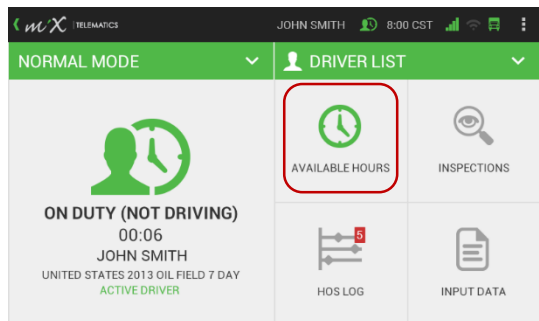 MiX TELEMATICS JOHN SMITH 8:00 CST
NORMAL MODE
DRIVER LIST
AVAILABLE HOURS
INSPECTIONS
ON DUTY (NOT DRIVING)
00:06
JOHN SMITH
UNITED STATES 2013 OIL FIELD 7 DAY
ACTIVE DRIVER
5
HOS LOG
INPUT DATA